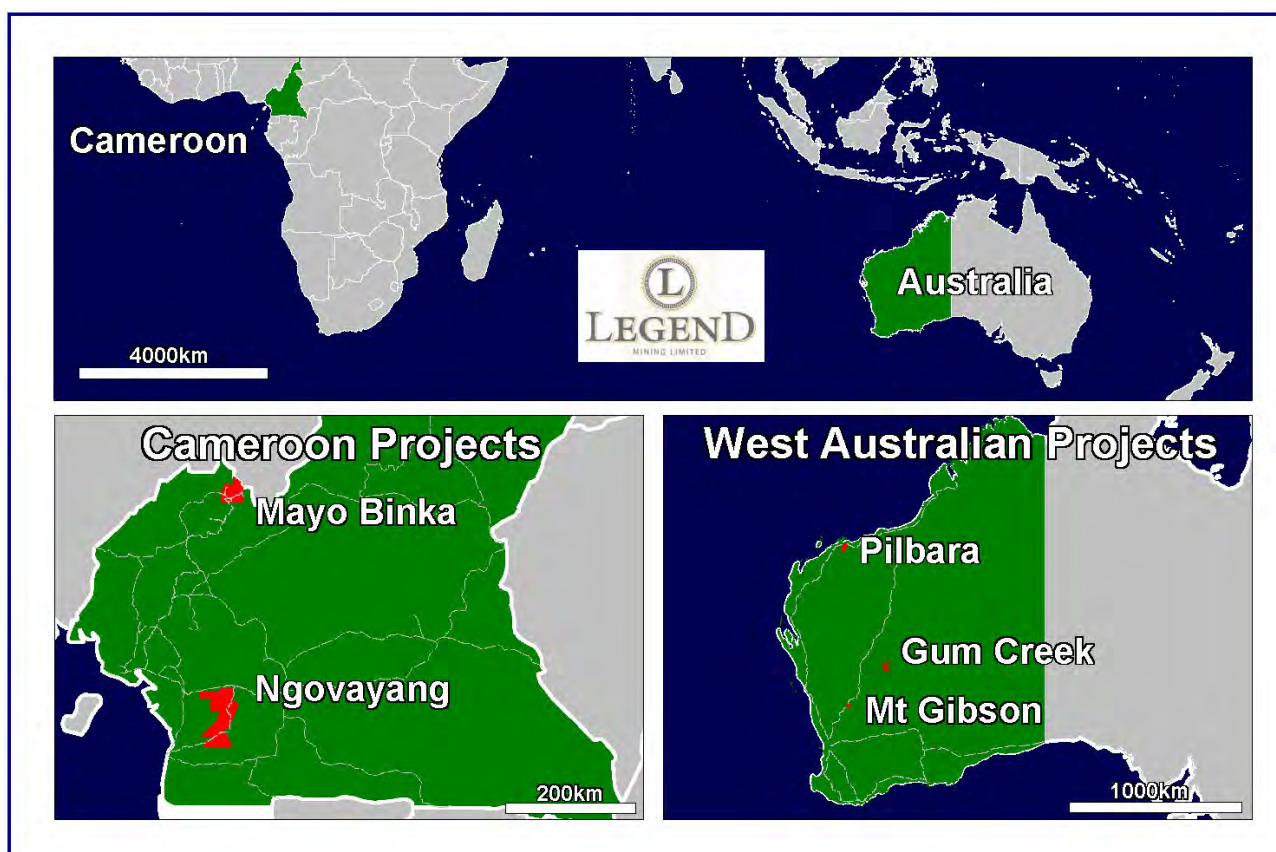 Cameroon
Australia
L
LEGEND
MINING LIMITED
4000km
Cameroon Projects
Mayo Binka
Ngovayang
200km
West Australian Projects
Pilbara
Gum Creek
Mt Gibson
1000km